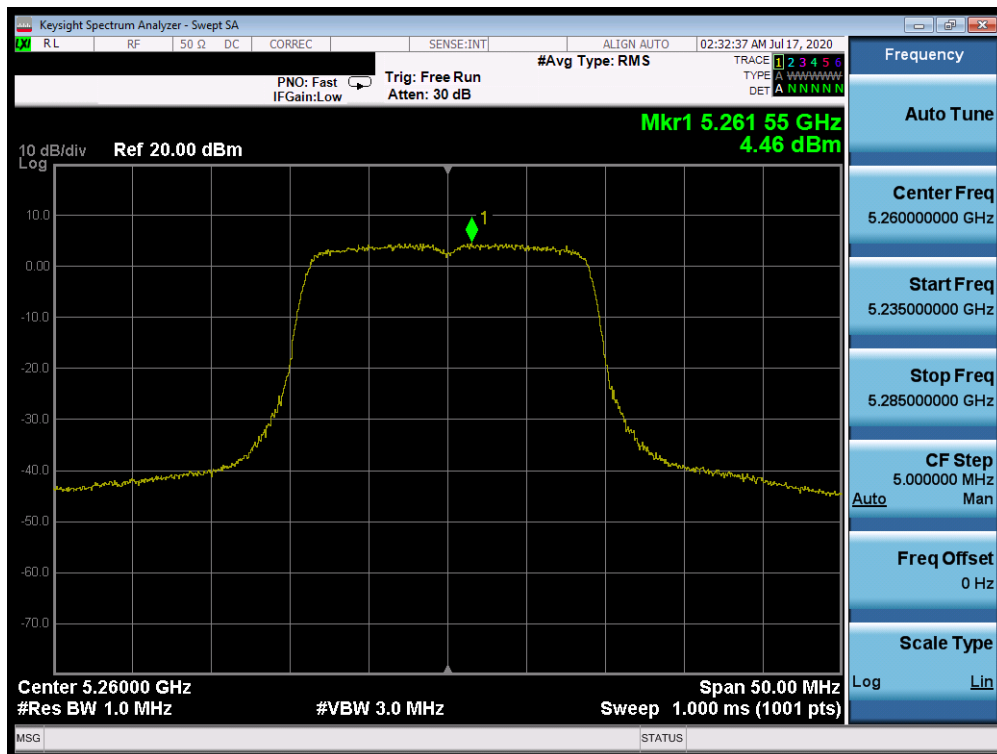 Keysight Spectrum Analyzer - Swept SA
LXI RL RF 50 Ω DC CORREC SENSE:INT ALIGN AUTO 02:32:37 AM Jul 17, 2020
#Avg Type: RMS TRACE 1 2 3 4 5 6
PNO: Fast Trig: Free Run TYPE A WWWWW
IFGain:Low Atten: 30 dB DET A N N N N N
Mkr1 5.261 55 GHz
4.46 dBm
10 dB/div Ref 20.00 dBm
Log
1
10.0
0.00
-10.0
-20.0
-30.0
-40.0
-50.0
-60.0
-70.0
Center 5.26000 GHz Span 50.00 MHz
#Res BW 1.0 MHz #VBW 3.0 MHz Sweep 1.000 ms (1001 pts)
MSG STATUS
Frequency
Auto Tune
Center Freq
5.260000000 GHz
Start Freq
5.235000000 GHz
Stop Freq
5.285000000 GHz
CF Step
5.000000 MHz
Auto Man
Freq Offset
0 Hz
Scale Type
Log Lin